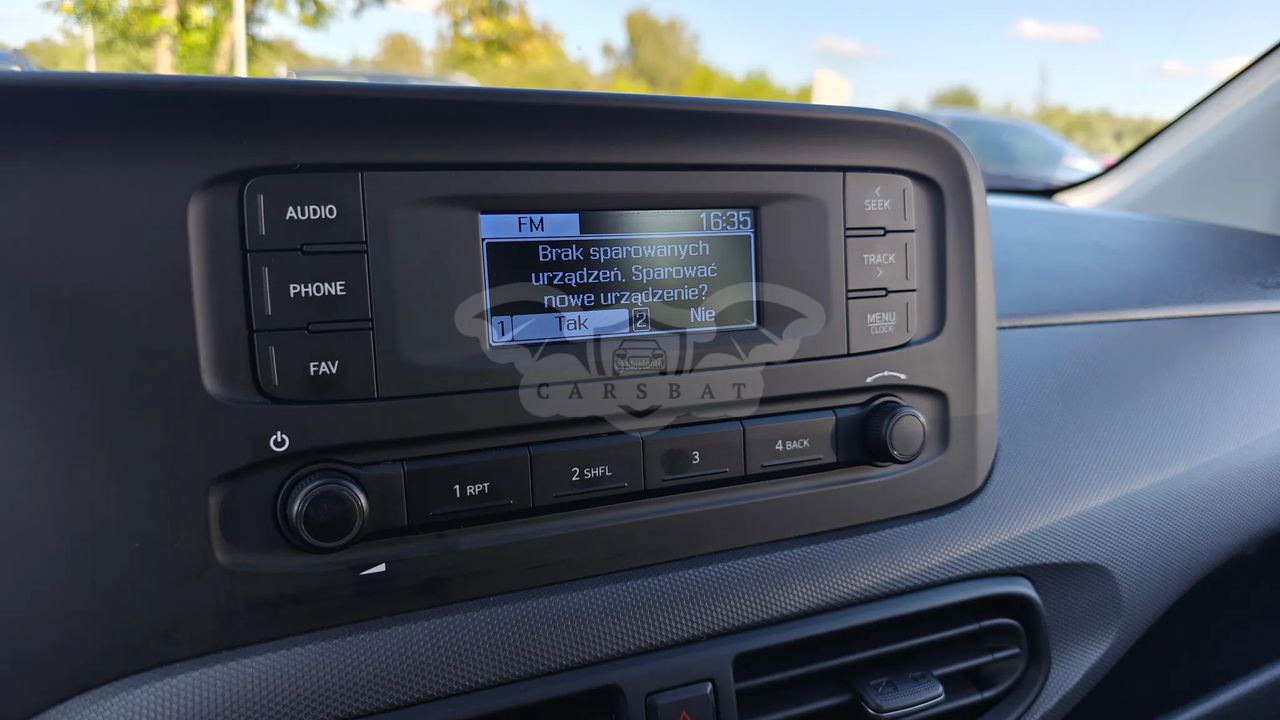 AUDIO
PHONE
FAV
FM 16:35
Brak sparowanych
urządzeń. Sparować
nowe urządzenie?
1 Tak 2 Nie
<
SEEK
TRACK
>
MENU
CLOCK
CARSBAT
1 RPT
2 SHFL
3
4 BACK